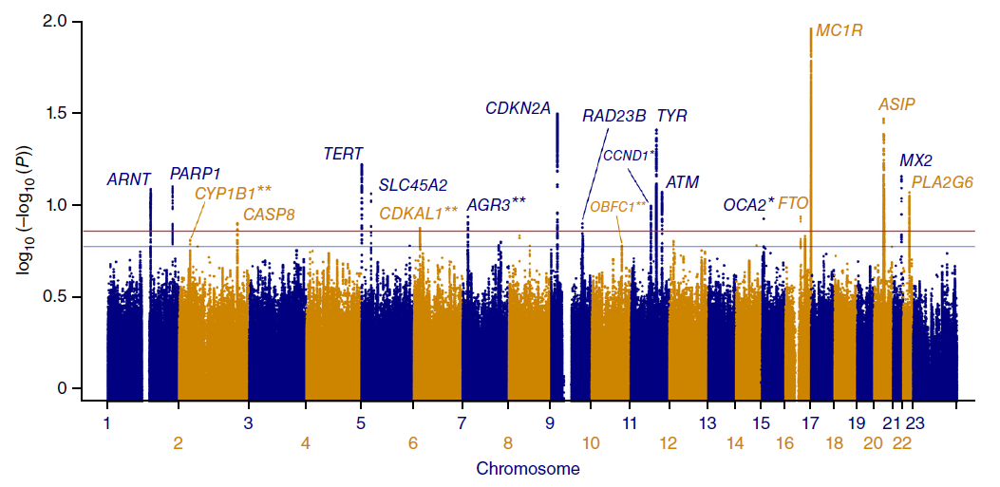 2.0
MC1R
1.5
CDKN2A
RAD23B TYR
ASIP
TERT
CCND1*
MX2
ARNT
PARP1
SLC45A2
ATM
PLA2G6
CYP1B1**
1.0
CASP8
CDKAL1**
AGR3**
OBFC1**
OCA2* FTO
0.5
0
log10 (–log10 (P))
1 3 4 5 7 9 11 13 15 17 19 21 23
2 4 6 8 10 12 14 16 18 20 22
Chromosome